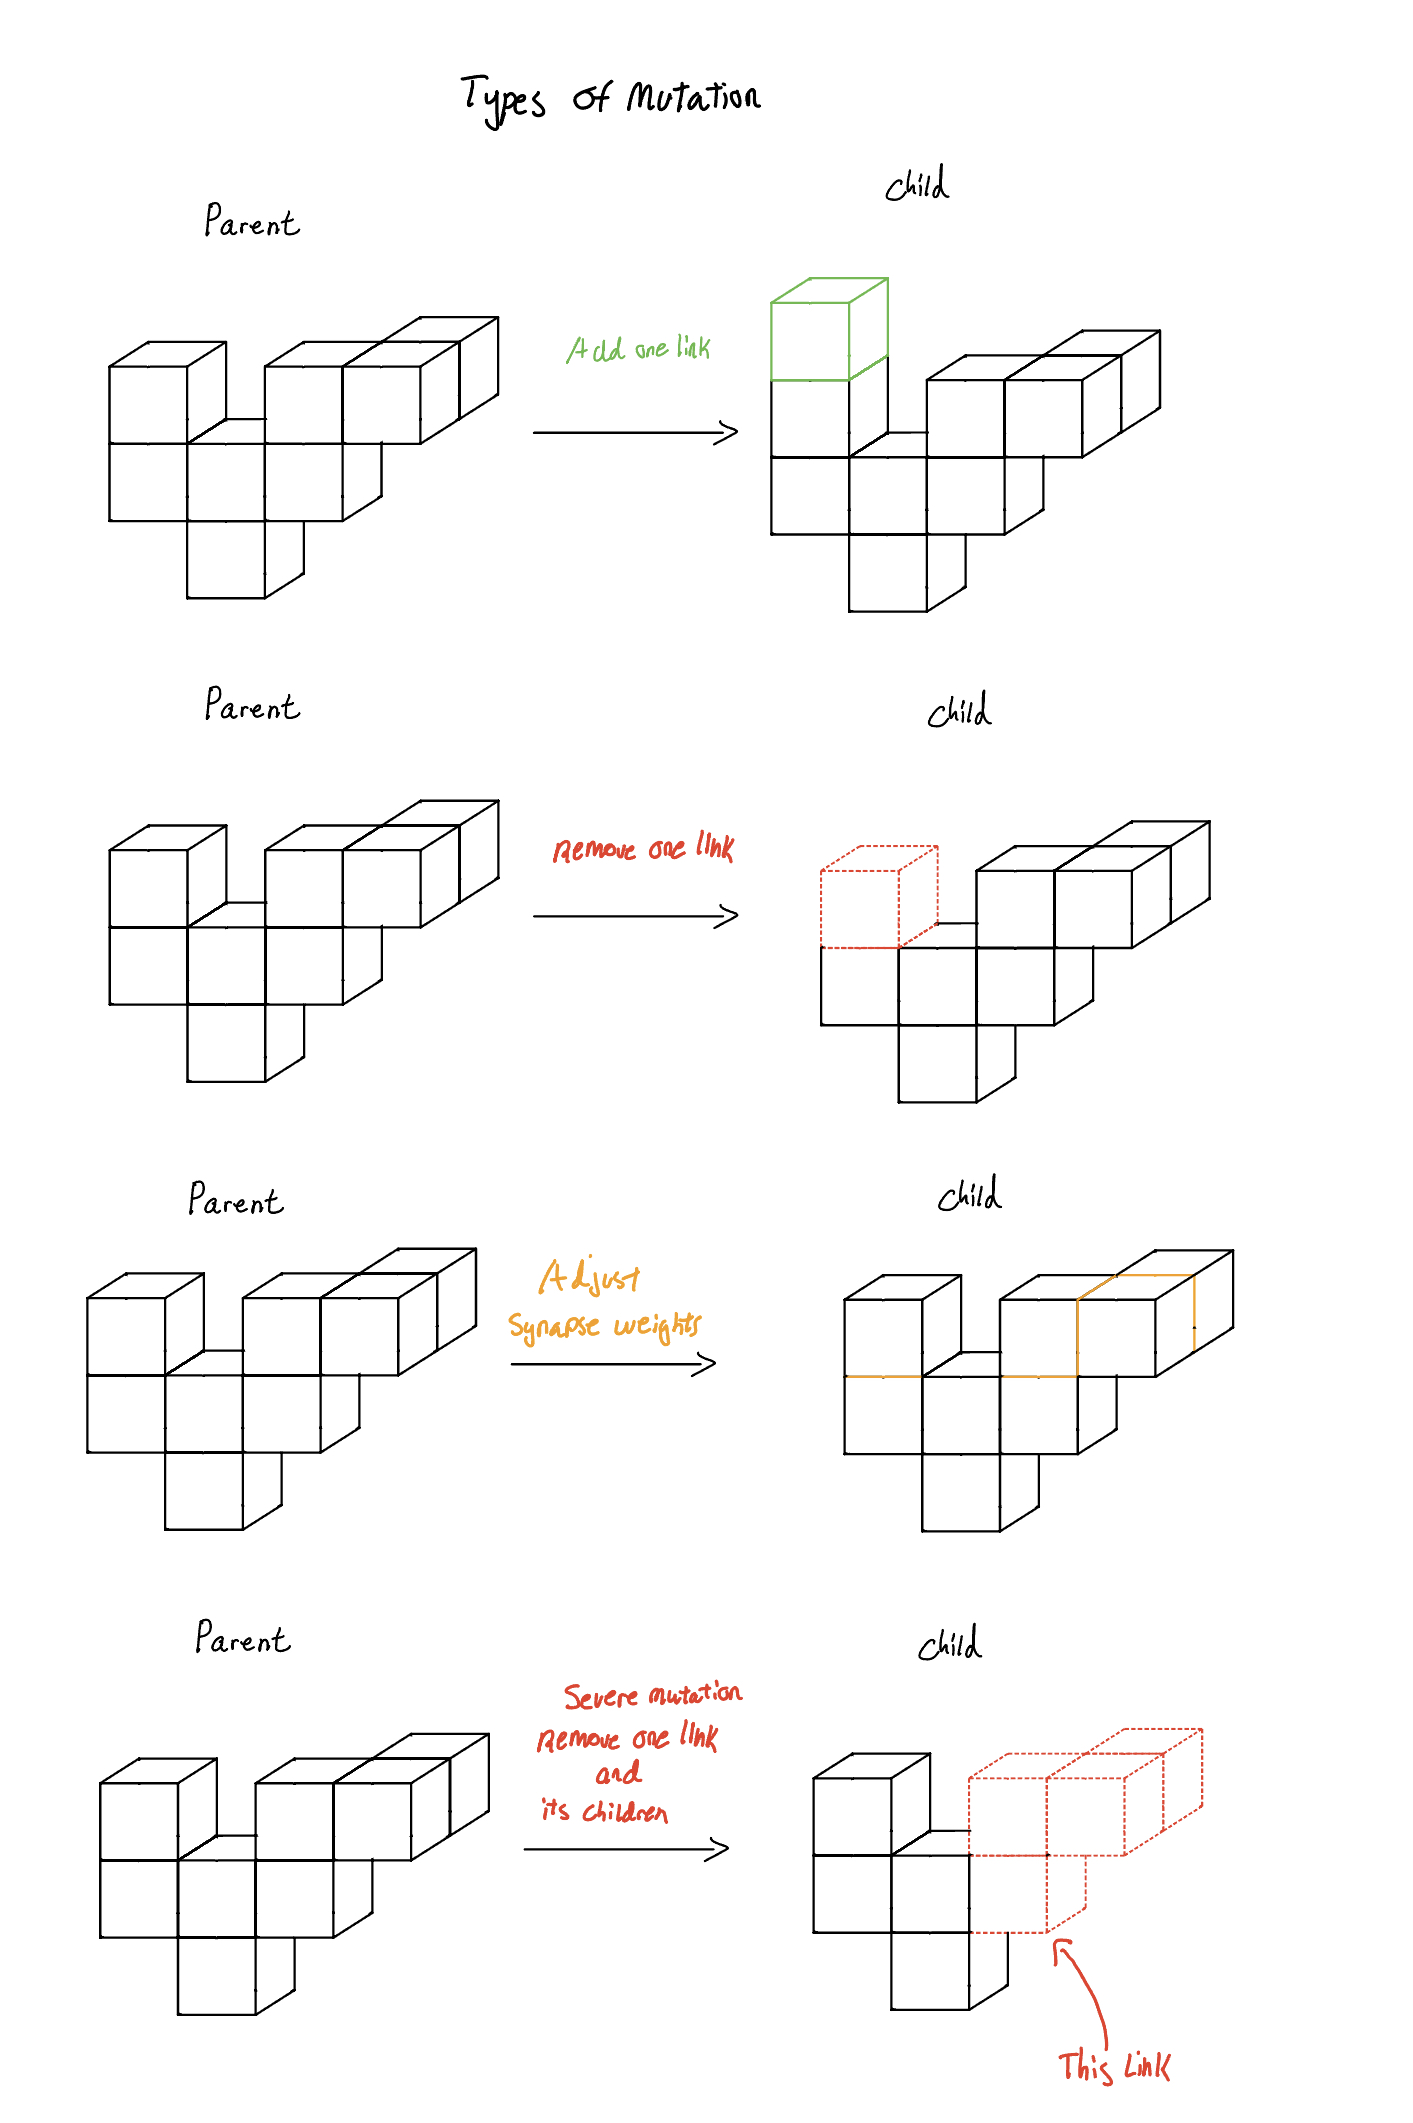 Types of Mutation
Parent
child
Add one link
Parent
child
Remove one link
Parent
child
Adjust
Synapse weights
Parent
child
Severe mutation
Remove one link
and
its children
This Link